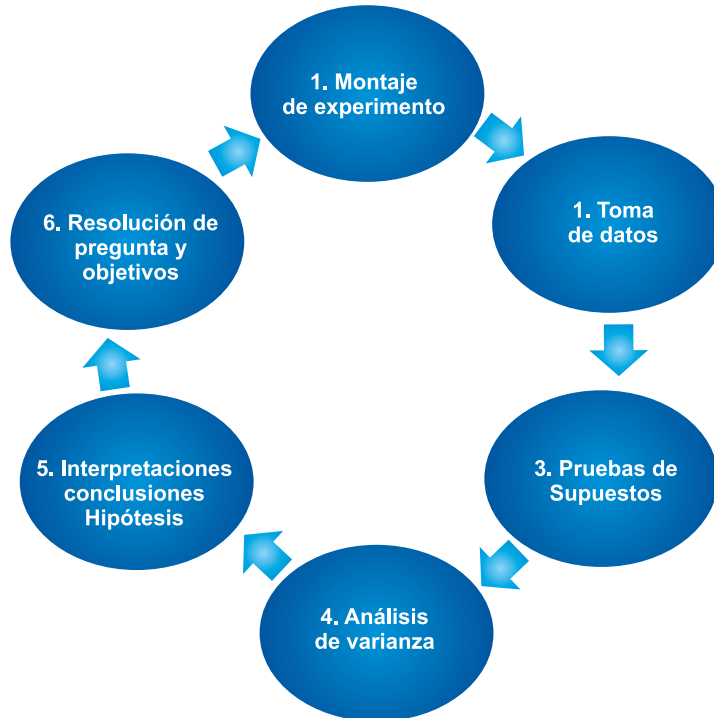 1. Montaje
de experimento
1. Toma
de datos
3. Pruebas de
Supuestos
4. Análisis
de varianza
5. Interpretaciones
conclusiones
Hipótesis
6. Resolución de
pregunta y
objetivos